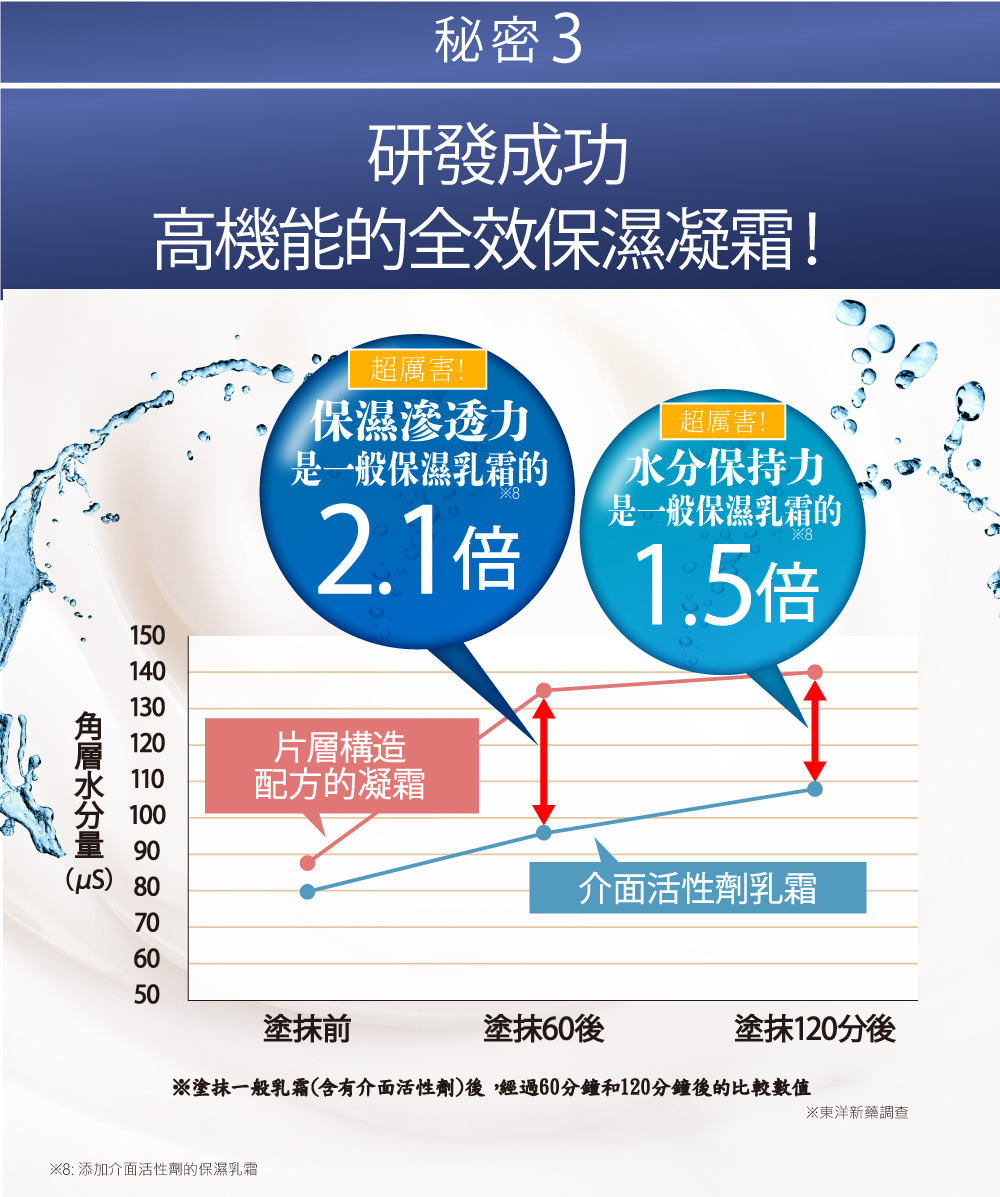 秘密3
研發成功
高機能的全效保濕凝霜!
超厲害!
保濕滲透力
是一般保濕乳霜的
※8
2.1倍
超厲害!
水分保持力
是一般保濕乳霜的
※8
1.5倍
150
140
130
120
110
100
90
80
70
60
50
角層水分量
(μS)
片層構造
配方的凝霜
介面活性劑乳霜
塗抹前
塗抹60後
塗抹120分後
※塗抹一般乳霜(含有介面活性劑)後,經過60分鐘和120分鐘後的比較數值
※東洋新藥調查
※8: 添加介面活性劑的保濕乳霜